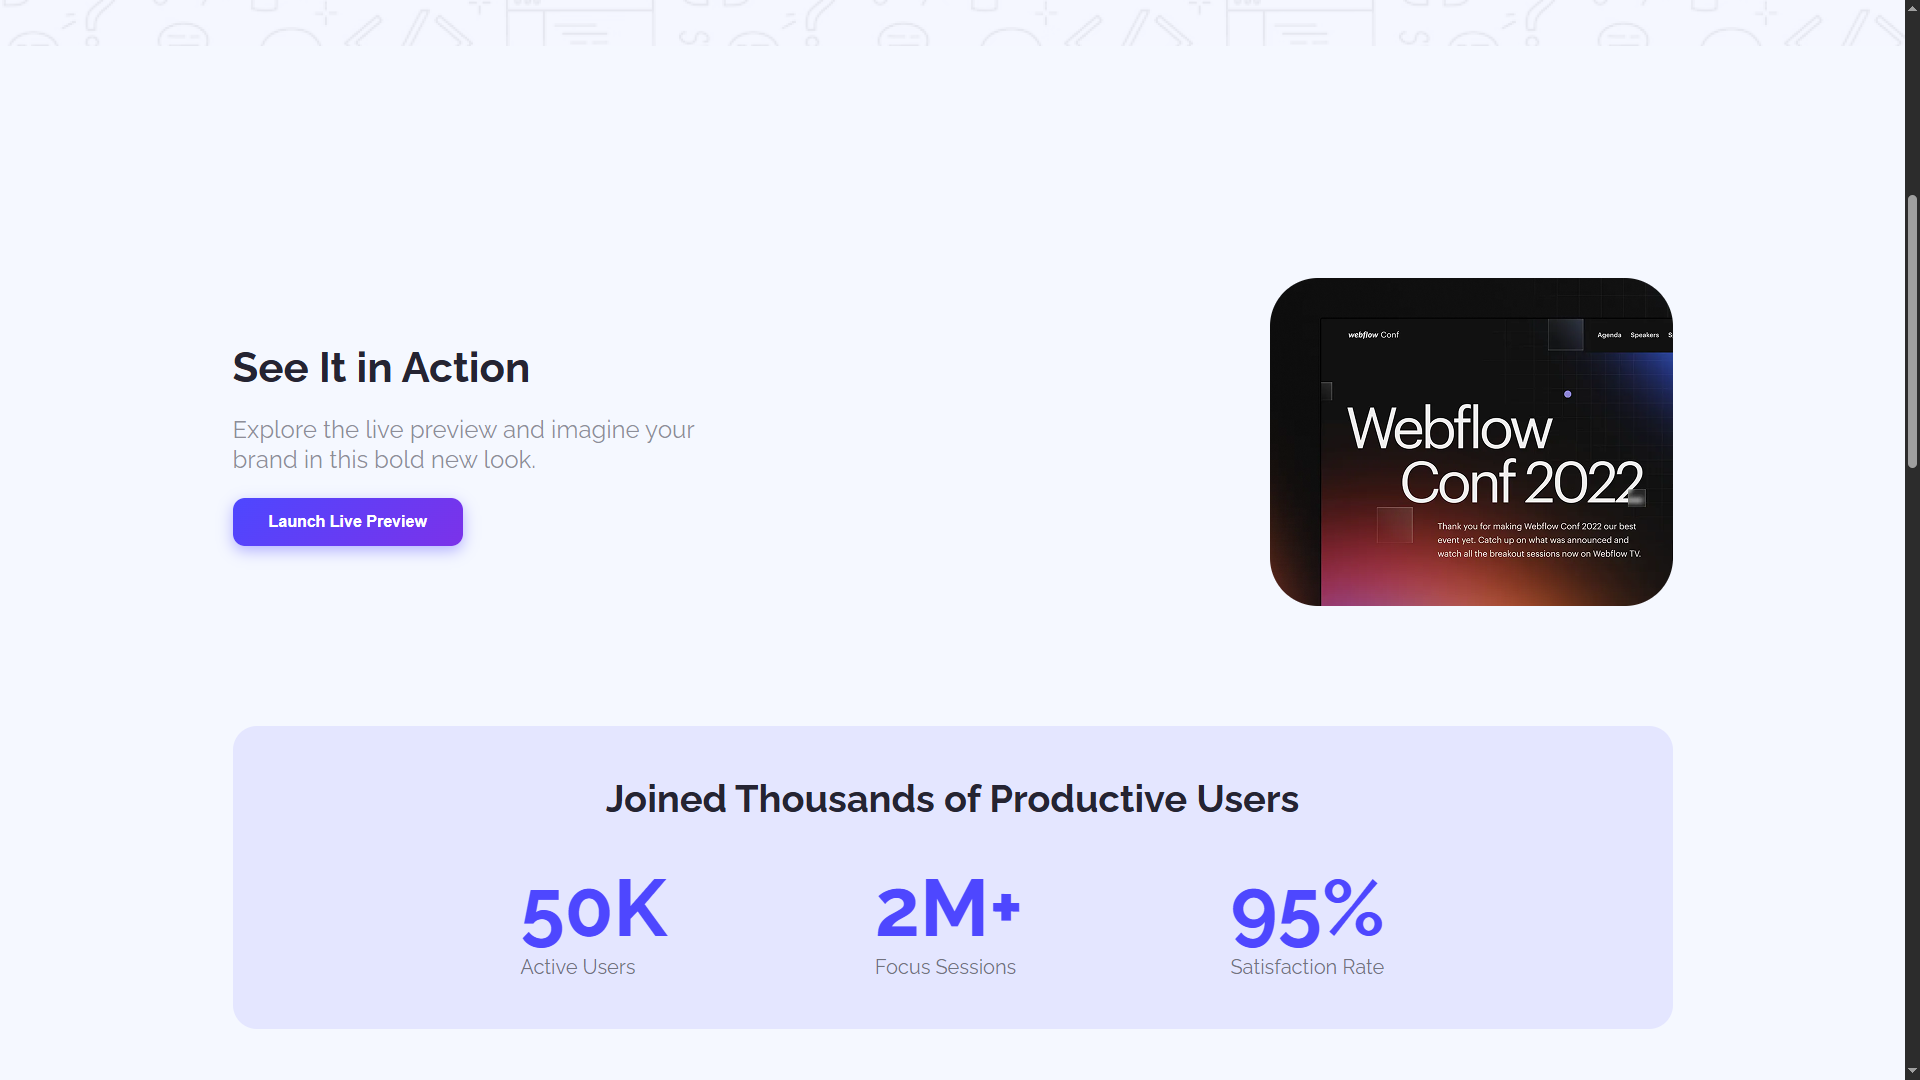 See It in Action
Explore the live preview and imagine your
brand in this bold new look.
Launch Live Preview
webflow Conf
Agenda Speakers S
Webflow
Conf 2022
Thank you for making Webflow Conf 2022 our best
event yet. Catch up on what was announced and
watch all the breakout sessions now on Webflow TV.
Joined Thousands of Productive Users
50K
2M+
95%
Active Users
Focus Sessions
Satisfaction Rate